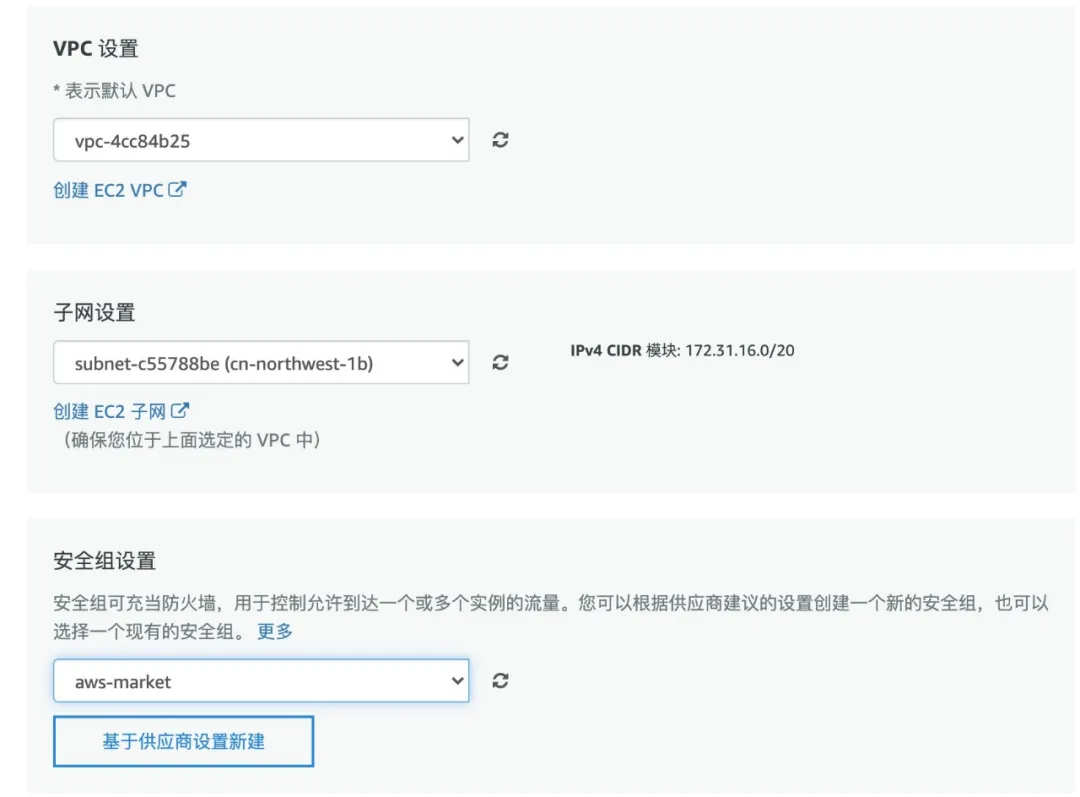 VPC 设置
* 表示默认 VPC
vpc-4cc84b25
创建 EC2 VPC
子网设置
subnet-c55788be (cn-northwest-1b)
IPv4 CIDR 模块: 172.31.16.0/20
创建 EC2 子网
（确保您位于上面选定的 VPC 中）
安全组设置
安全组可充当防火墙，用于控制允许到达一个或多个实例的流量。您可以根据供应商建议的设置创建一个新的安全组，也可以
选择一个现有的安全组。 更多
aws-market
基于供应商设置新建